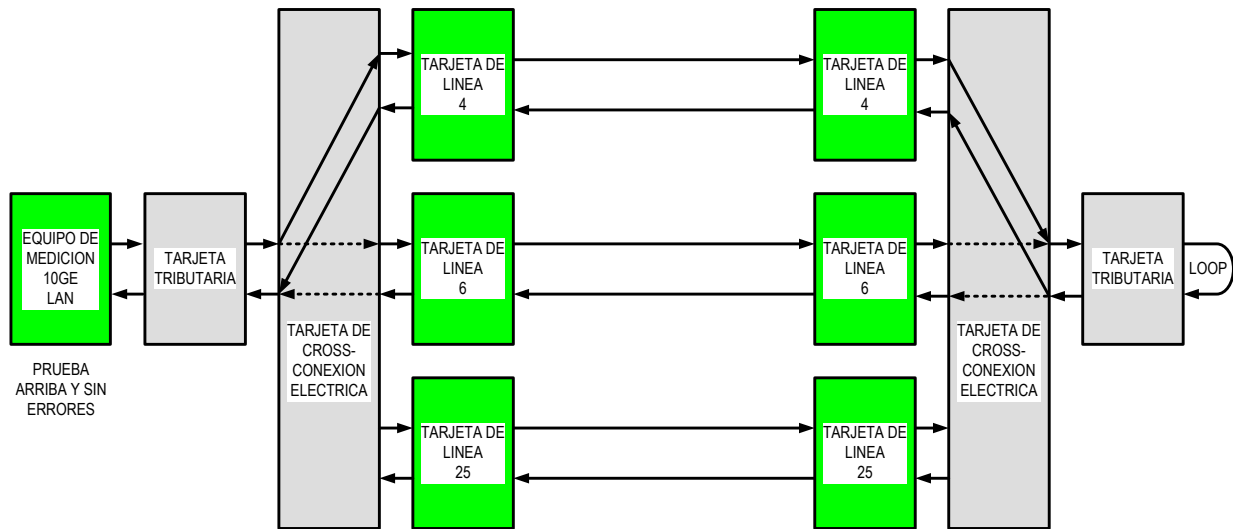 TARJETA DE
LINEA
4
TARJETA DE
LINEA
4
EQUIPO DE
MEDICION
10GE
LAN
TARJETA
TRIBUTARIA
TARJETA DE
LINEA
6
TARJETA DE
LINEA
6
TARJETA
TRIBUTARIA
LOOP
TARJETA DE
CROSS-
CONEXION
ELECTRICA
TARJETA DE
CROSS-
CONEXION
ELECTRICA
PRUEBA
ARRIBA Y SIN
ERRORES
TARJETA DE
LINEA
25
TARJETA DE
LINEA
25